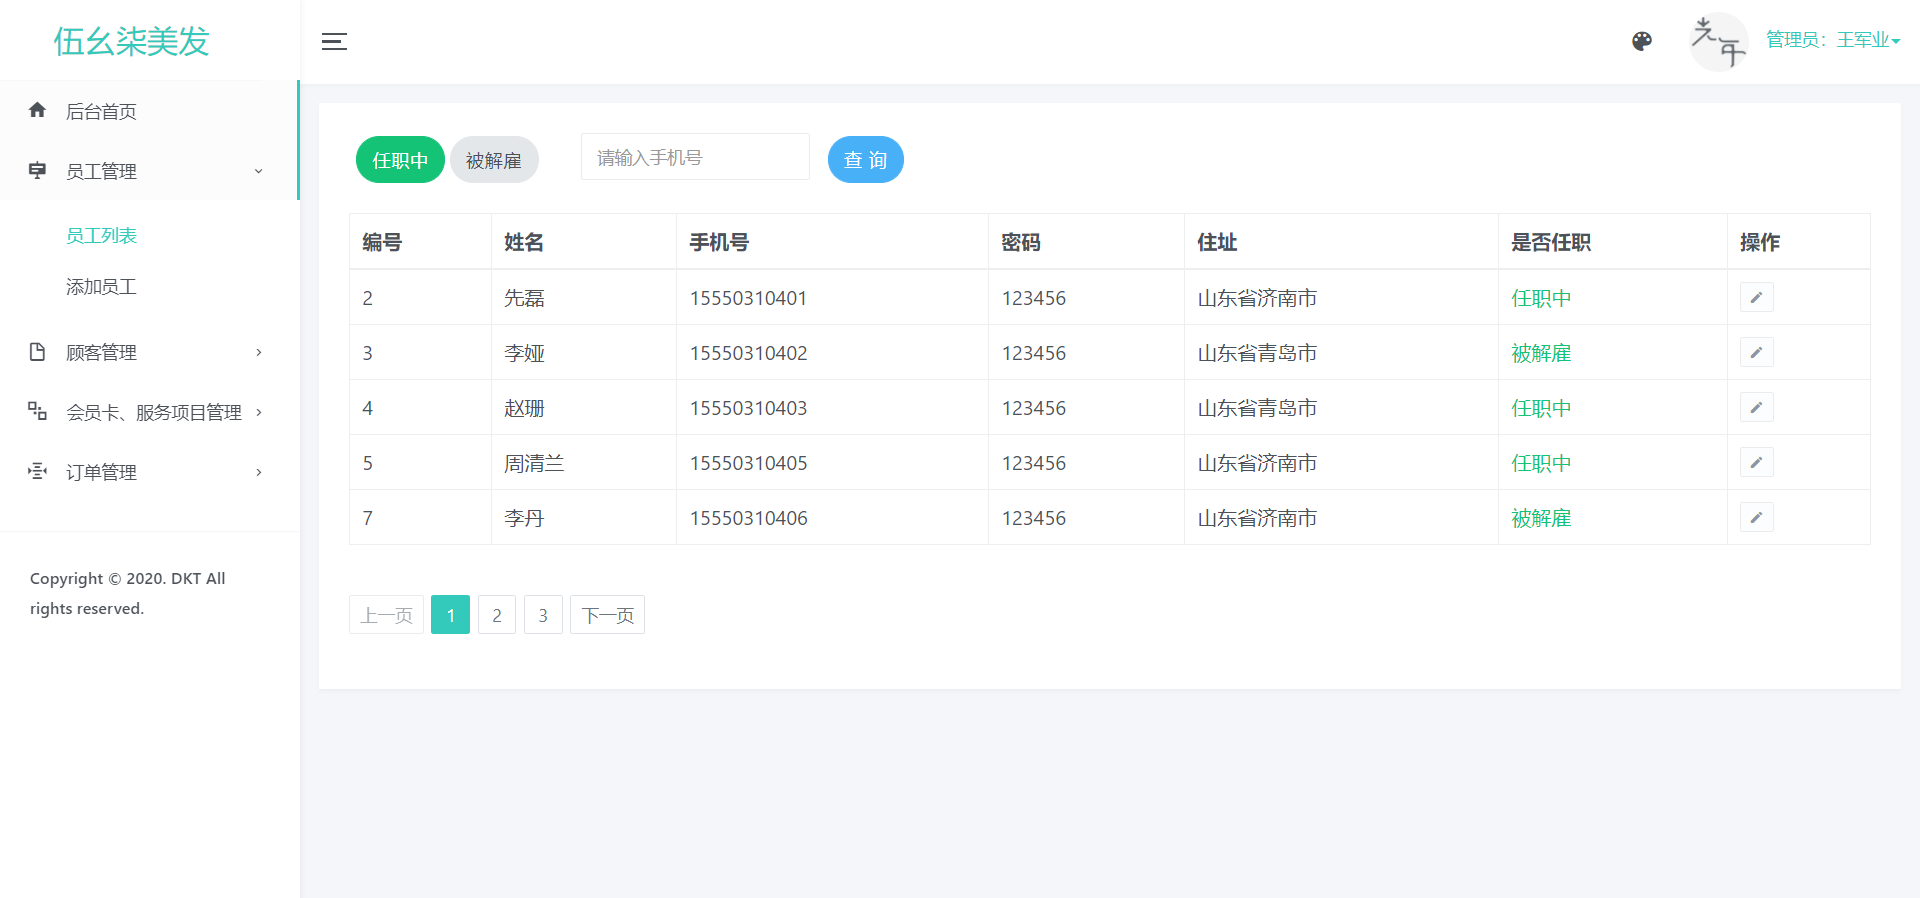 伍幺柒美发
管理员：王军业
后台首页
员工管理
员工列表
添加员工
顾客管理
会员卡、服务项目管理
订单管理
Copyright © 2020. DKT All
rights reserved.
任职中 被解雇 请输入手机号 查 询
编号 姓名 手机号 密码 住址 是否任职 操作
2 先磊 15550310401 123456 山东省济南市 任职中
3 李娅 15550310402 123456 山东省青岛市 被解雇
4 赵珊 15550310403 123456 山东省青岛市 任职中
5 周清兰 15550310405 123456 山东省济南市 任职中
7 李丹 15550310406 123456 山东省济南市 被解雇
上一页 1 2 3 下一页